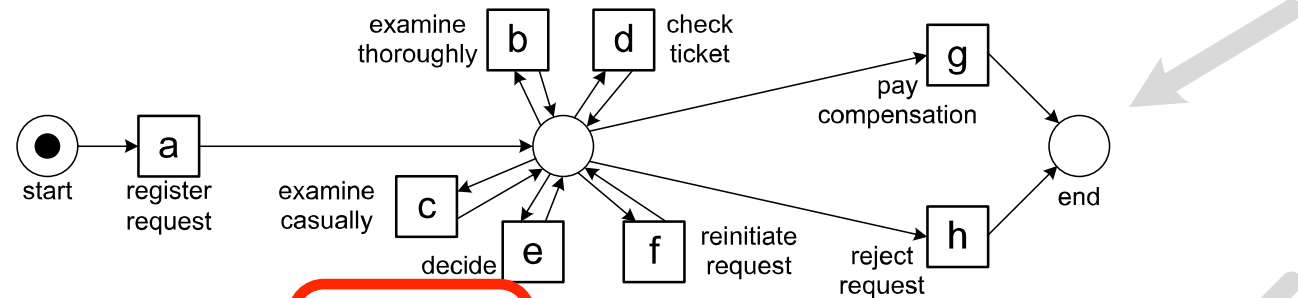 examine
thoroughly
b
d
check
ticket
g
pay
compensation
a
start
register
request
examine
casually
c
end
decide
e
f
reinitiate
request
h
reject
request